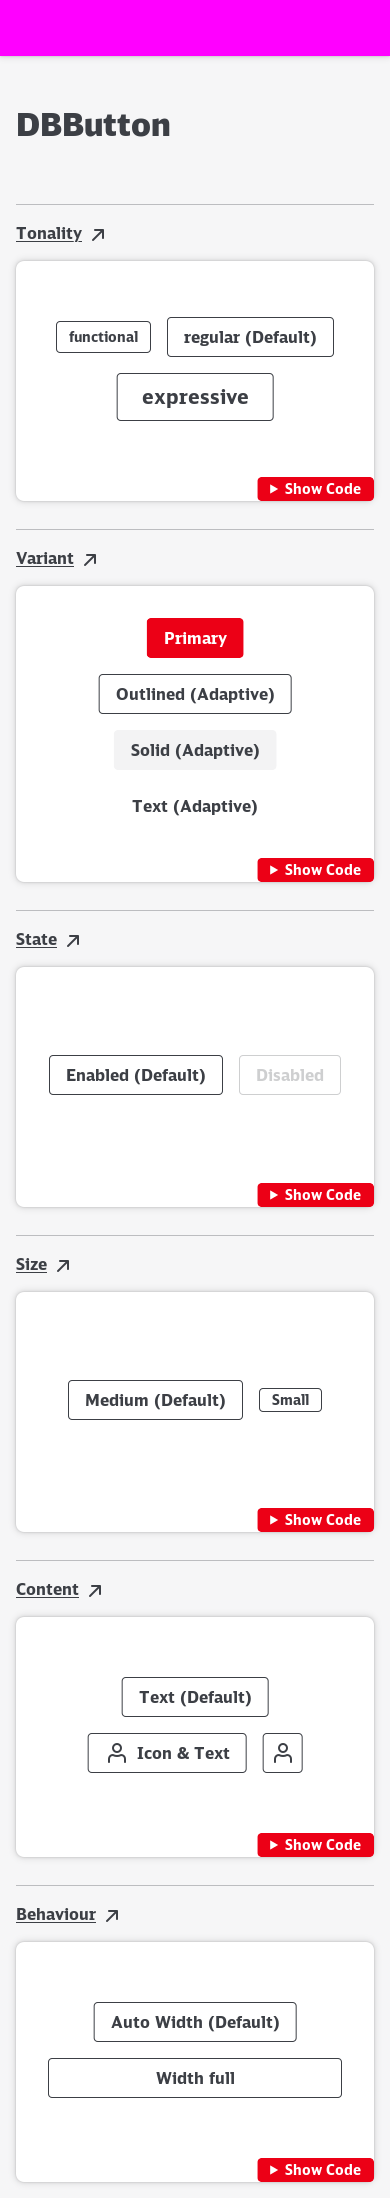 DBButton
Tonality
functional
regular (Default)
expressive
Show Code
Variant
Primary
Outlined (Adaptive)
Solid (Adaptive)
Text (Adaptive)
Show Code
State
Enabled (Default)
Disabled
Show Code
Size
Medium (Default)
Small
Show Code
Content
Text (Default)
Icon & Text
Show Code
Behaviour
Auto Width (Default)
Width full
Show Code